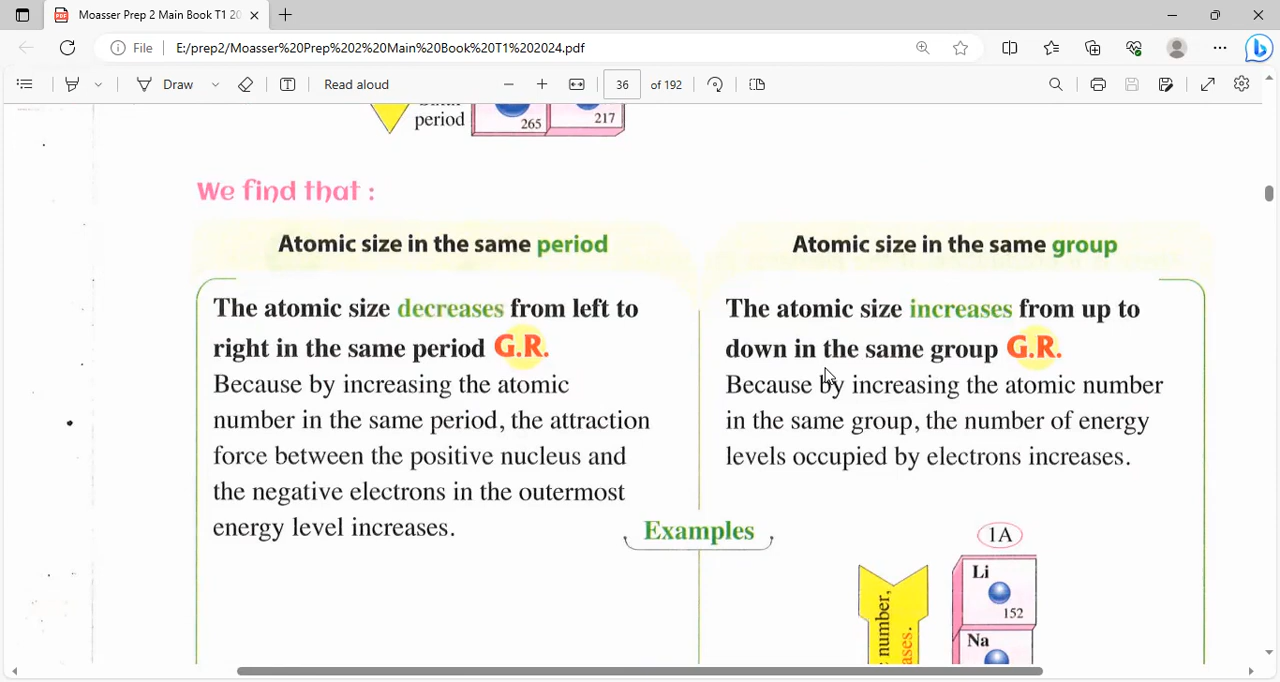 Moasser Prep 2 Main Book T1 20
File
E:/prep2/Moasser%20Prep%202%20Main%20Book%20T1%202024.pdf
Draw
Read aloud
36
of 192
period
265
217
We find that :
Atomic size in the same period
The atomic size decreases from left to
right in the same period G.R.
Because by increasing the atomic
number in the same period, the attraction
force between the positive nucleus and
the negative electrons in the outermost
energy level increases.
Atomic size in the same group
The atomic size increases from up to
down in the same group G.R.
Because by increasing the atomic number
in the same group, the number of energy
levels occupied by electrons increases.
Examples
1A
Li
152
Na
number,